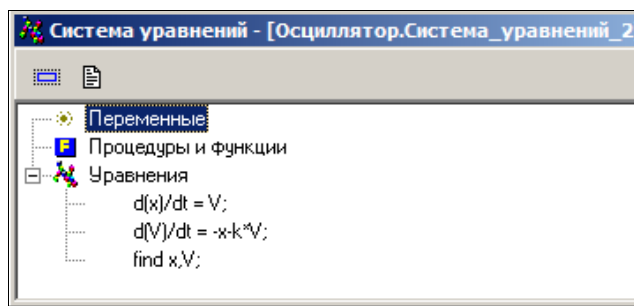 Система уравнений - [Осциллятор.Система_уравнений_2
Переменные
F Процедуры и функции
Уравнения
d(x)/dt = V;
d(V)/dt = -x-k*V;
find x,V;